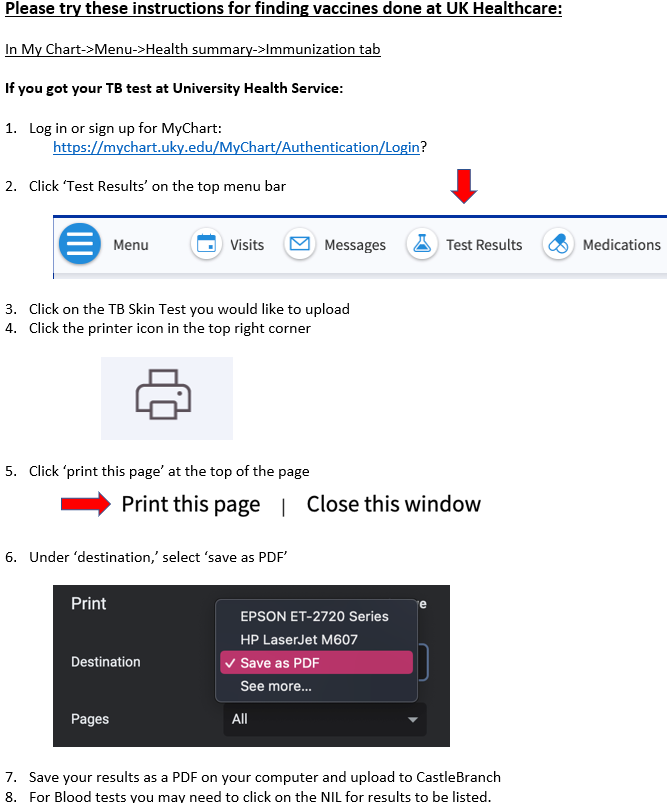 Please try these instructions for finding vaccines done at UK Healthcare:
In My Chart->Menu->Health summary->Immunization tab
If you got your TB test at University Health Service:
1. Log in or sign up for MyChart:
https://mychart.uky.edu/MyChart/Authentication/Login?
2. Click ‘Test Results’ on the top menu bar
Menu Visits Messages Test Results Medications
3. Click on the TB Skin Test you would like to upload
4. Click the printer icon in the top right corner
5. Click ‘print this page’ at the top of the page
Print this page | Close this window
6. Under ‘destination,’ select ‘save as PDF’
Print
EPSON ET-2720 Series
HP LaserJet M607
Destination ✓ Save as PDF
See more...
Pages All
7. Save your results as a PDF on your computer and upload to CastleBranch
8. For Blood tests you may need to click on the NIL for results to be listed.